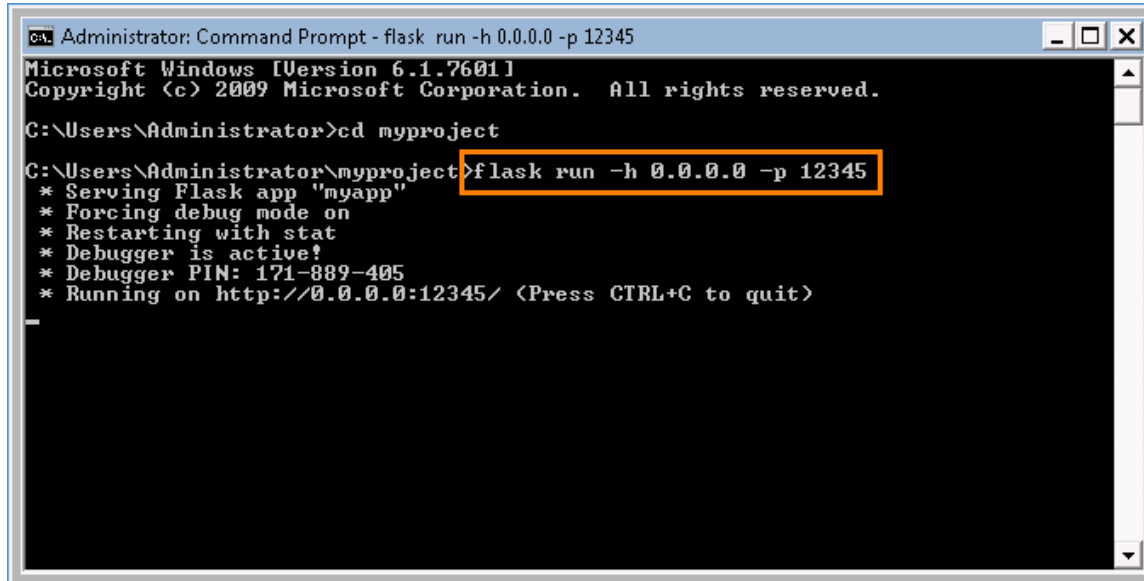 Administrator: Command Prompt - flask  run -h 0.0.0.0 -p 12345
Microsoft Windows [Version 6.1.7601]
Copyright (c) 2009 Microsoft Corporation.  All rights reserved.
C:\Users\Administrator>cd myproject
C:\Users\Administrator\myproject>flask run -h 0.0.0.0 -p 12345
 * Serving Flask app "myapp"
 * Forcing debug mode on
 * Restarting with stat
 * Debugger is active!
 * Debugger PIN: 171-889-405
 * Running on http://0.0.0.0:12345/ (Press CTRL+C to quit)